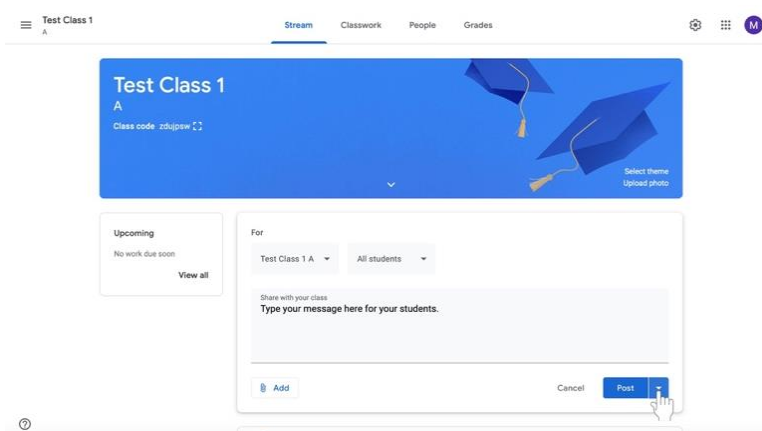 Test Class 1
A
Stream Classwork People Grades
M
Test Class 1
A
Class code zdujpsw
Select theme
Upload photo
Upcoming
No work due soon
View all
For
Test Class 1 A All students
Share with your class
Type your message here for your students.
Add Cancel Post